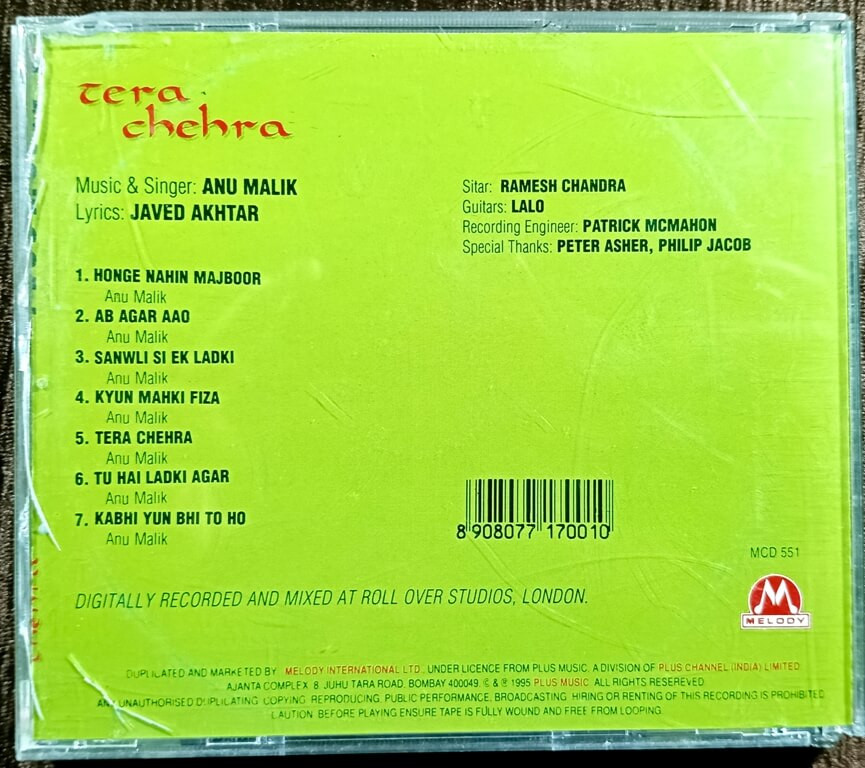 tera
chehra
Music & Singer: ANU MALIK
Lyrics: JAVED AKHTAR
Sitar: RAMESH CHANDRA
Guitars: LALO
Recording Engineer: PATRICK MCMAHON
Special Thanks: PETER ASHER, PHILIP JACOB
1. HONGE NAHIN MAJBOOR
Anu Malik
2. AB AGAR AAO
Anu Malik
3. SANWLI SI EK LADKI
Anu Malik
4. KYUN MAHKI FIZA
Anu Malik
5. TERA CHEHRA
Anu Malik
6. TU HAI LADKI AGAR
Anu Malik
7. KABHI YUN BHI TO HO
Anu Malik
8 908077 170010
MCD 551
M
MELODY
DIGITALLY RECORDED AND MIXED AT ROLL OVER STUDIOS, LONDON.
DUPLICATED AND MARKETED BY MELODY INTERNATIONAL LTD., UNDER LICENCE FROM PLUS MUSIC. A DIVISION OF PLUS CHANNEL (INDIA) LIMITED
AJANTA COMPLEX. 8. JUHU TARA ROAD, BOMBAY 400049. © & ℗ 1995 PLUS MUSIC. ALL RIGHTS RESEREVED.
ANY UNAUTHORISED DUPLICATING. COPYING. REPRODUCING. PUBLIC PERFORMANCE, BROADCASTING. HIRING OR RENTING OF THIS RECORDING IS PROHIBITED.
CAUTION. BEFORE PLAYING ENSURE TAPE IS FULLY WOUND AND FREE FROM LOOPING.